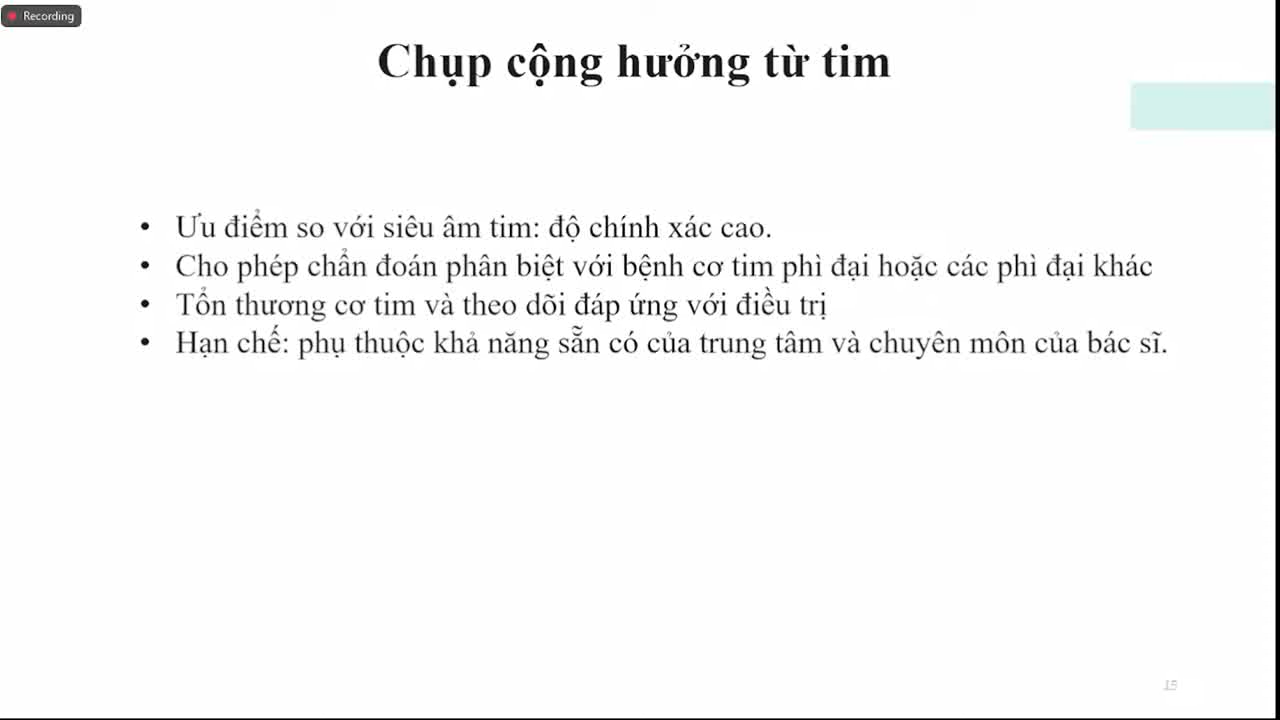 Recording
Chụp cộng hưởng từ tim
• Ưu điểm so với siêu âm tim: độ chính xác cao.
• Cho phép chẩn đoán phân biệt với bệnh cơ tim phì đại hoặc các phì đại khác
• Tổn thương cơ tim và theo dõi đáp ứng với điều trị
• Hạn chế: phụ thuộc khả năng sẵn có của trung tâm và chuyên môn của bác sĩ.
15